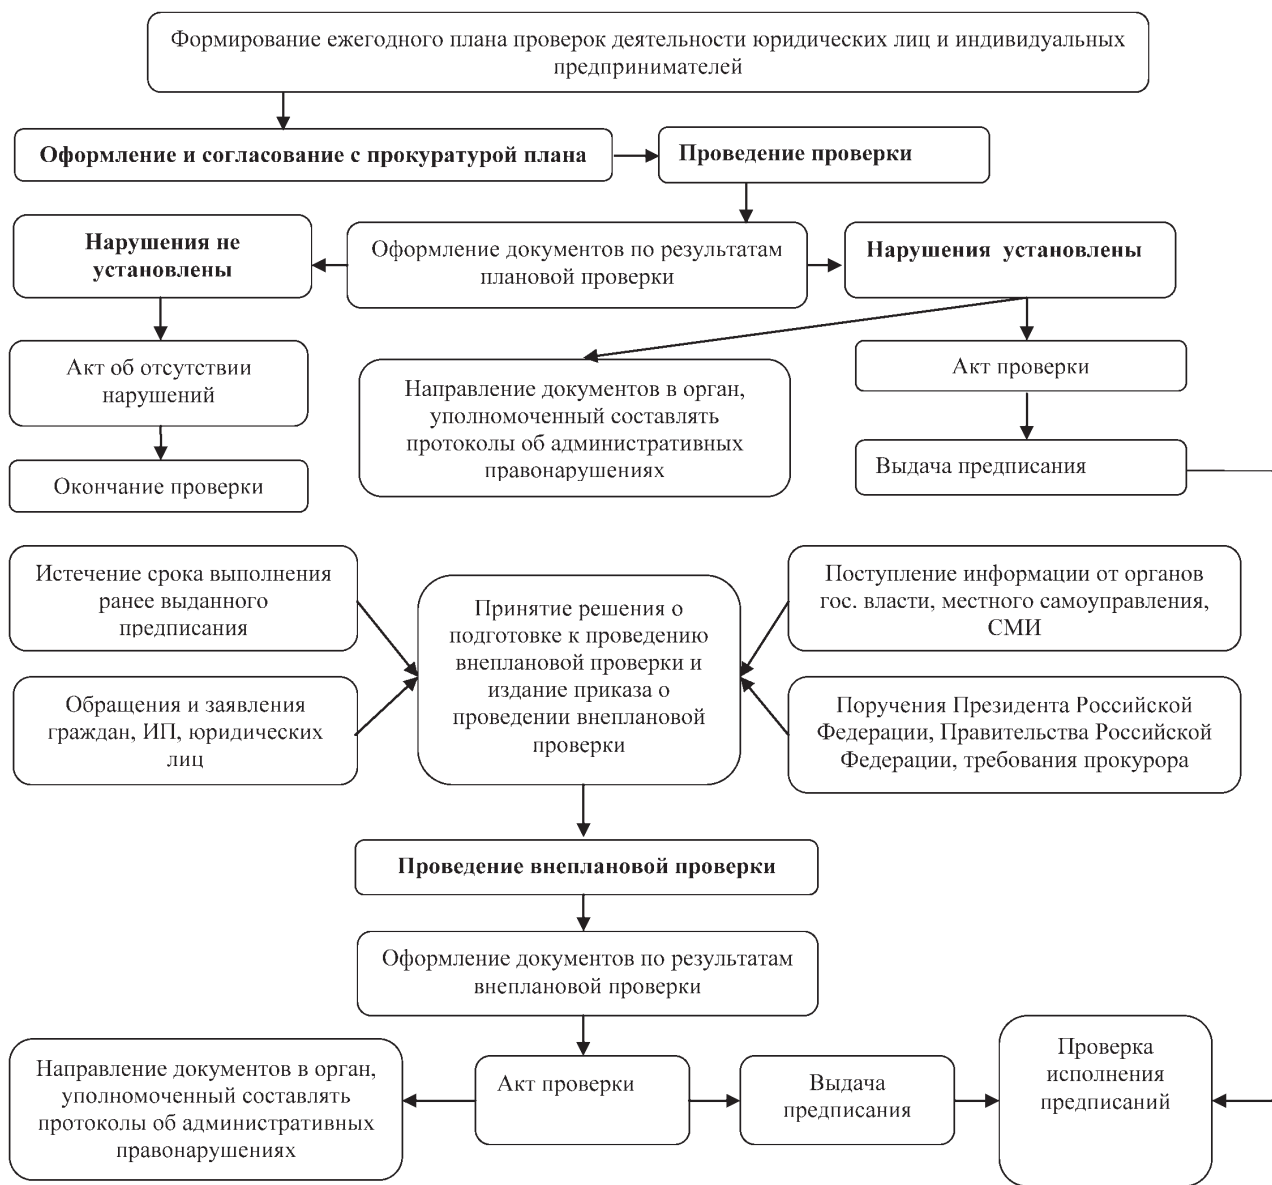 Формирование ежегодного плана проверок деятельности юридических лиц и индивидуальных
предпринимателей
Оформление и согласование с прокуратурой плана
Проведение проверки
Нарушения не
установлены
Оформление документов по результатам
плановой проверки
Нарушения установлены
Акт об отсутствии
нарушений
Направление документов в орган,
уполномоченный составлять
протоколы об административных
правонарушениях
Акт проверки
Окончание проверки
Выдача предписания
Истечение срока выполнения
ранее выданного
предписания
Принятие решения о
подготовке к проведению
внеплановой проверки и
издание приказа о
проведении внеплановой
проверки
Поступление информации от органов
гос. власти, местного самоуправления,
СМИ
Обращения и заявления
граждан, ИП, юридических
лиц
Поручения Президента Российской
Федерации, Правительства Российской
Федерации, требования прокурора
Проведение внеплановой проверки
Оформление документов по результатам
внеплановой проверки
Направление документов в орган,
уполномоченный составлять
протоколы об административных
правонарушениях
Акт проверки
Выдача
предписания
Проверка
исполнения
предписаний